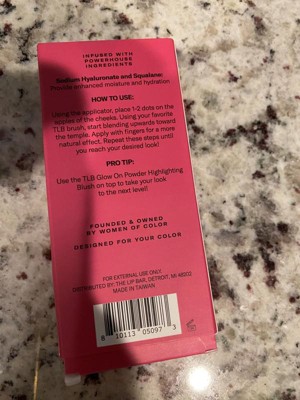 INFUSED WITH
POWERHOUSE
INGREDIENTS
Sodium Hyaluronate and Squalane:
Provide enhanced moisture and hydration
HOW TO USE:
Using the applicator, place 1-2 dots on the
apples of the cheeks. Using your favorite
TLB brush, start blending upwards toward
the temple. Apply with fingers for a more
natural effect. Repeat these steps until
you reach your desired look!
PRO TIP:
Use the TLB Glow On Powder Highlighting
Blush on top to take your look
to the next level!
FOUNDED & OWNED
BY WOMEN OF COLOR
DESIGNED FOR YOUR COLOR
FOR EXTERNAL USE ONLY.
DISTRIBUTED BY: THE LIP BAR, DETROIT, MI 48202
MADE IN TAIWAN
8 10113 05097 3